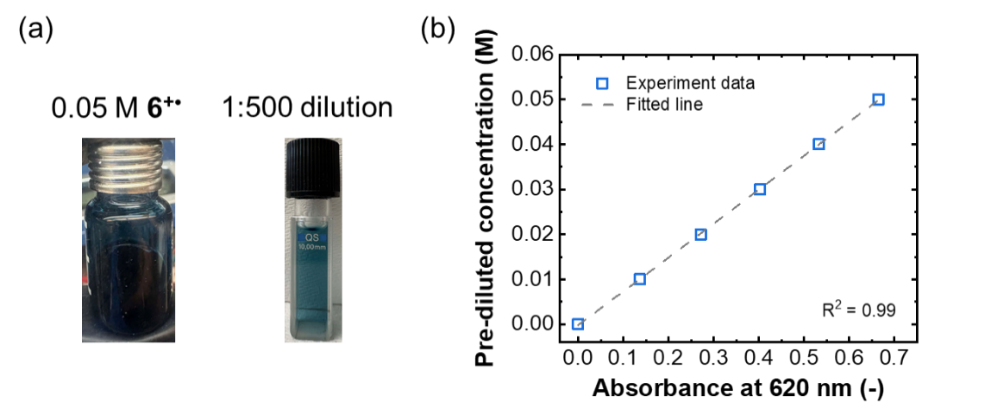 (a)
0.05 M 6⁺•
1:500 dilution
QS
10.00mm
(b)
Pre-diluted concentration (M)
0.06
0.05
0.04
0.03
0.02
0.01
0.00
Experiment data
Fitted line
R² = 0.99
0.0 0.1 0.2 0.3 0.4 0.5 0.6 0.7
Absorbance at 620 nm (-)